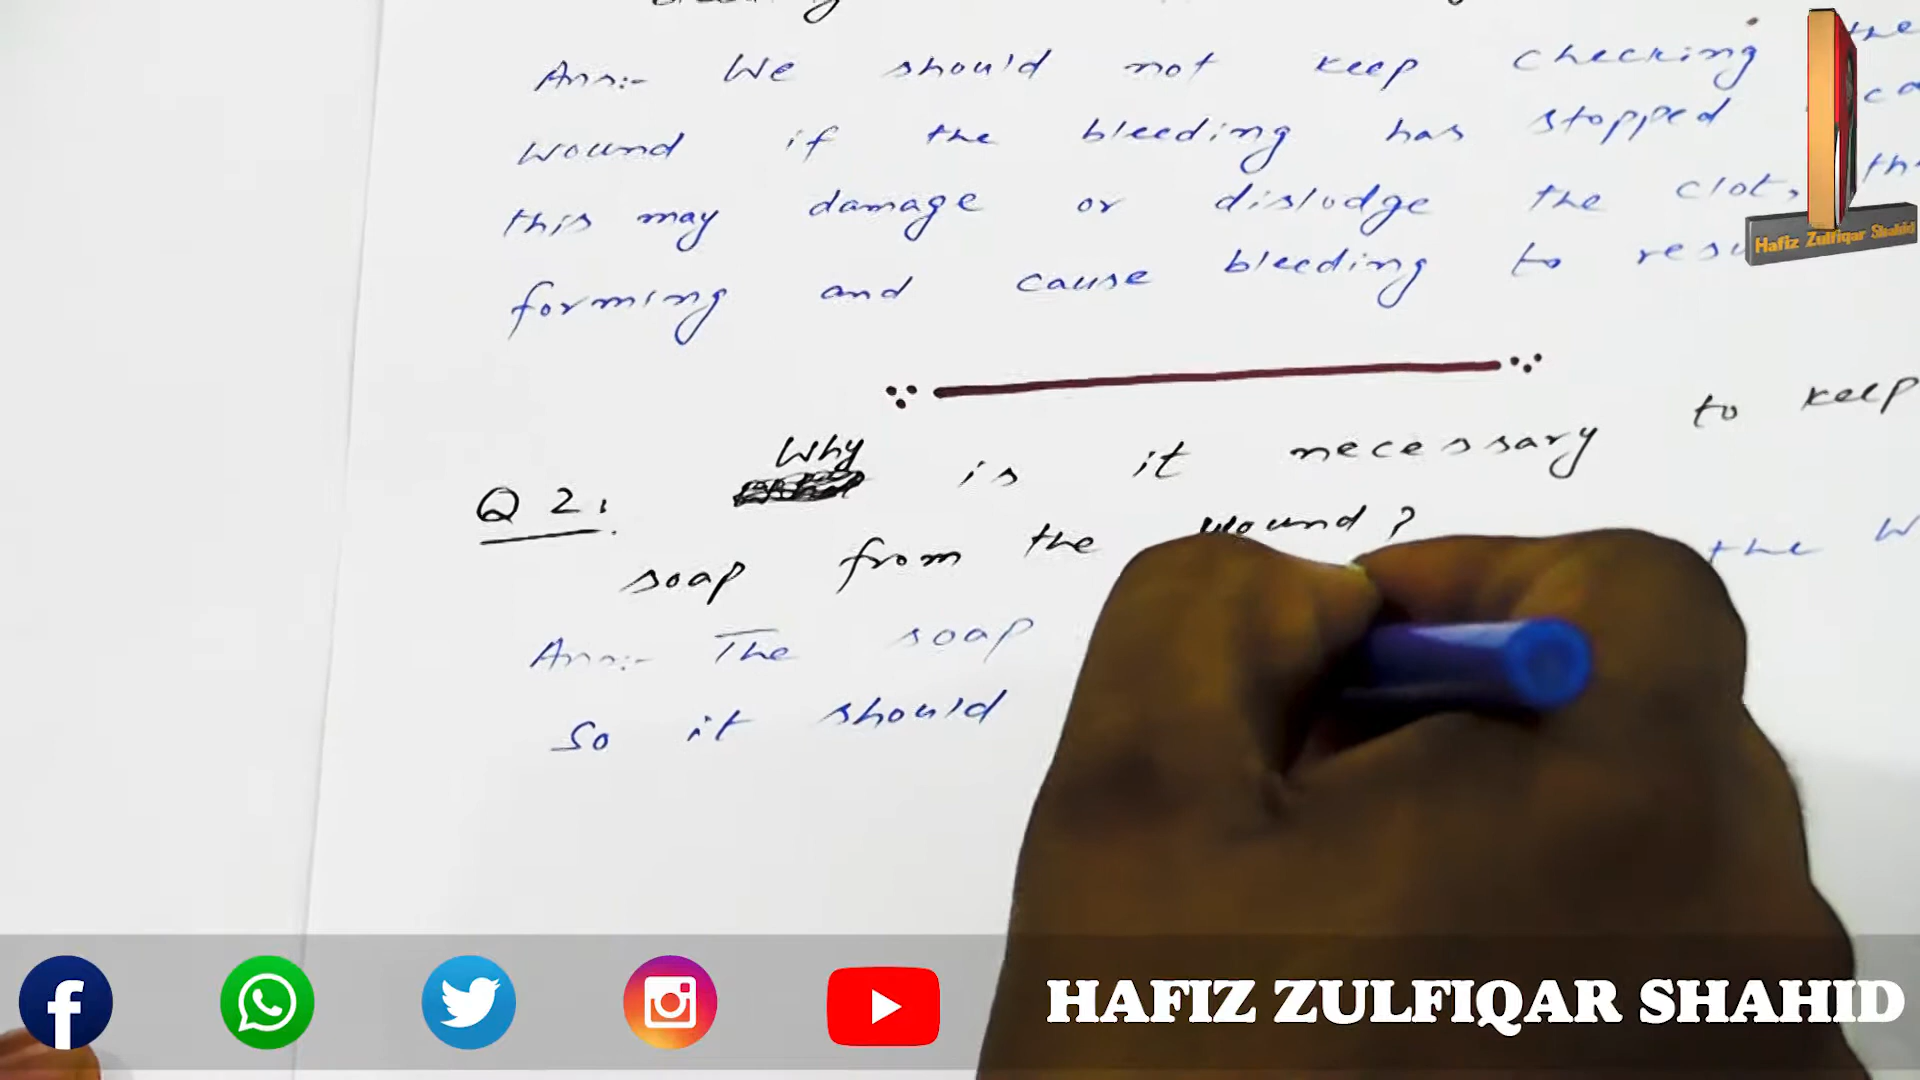 Ans:- We should not keep checking the
wound if the bleeding has stopped
this may damage or dislodge the clot,
forming and cause bleeding to
Hafiz Zulfiqar Shahid
Q 2: Why is it necessary to keep
soap from the wound?
Ans:- The soap the
So it should
HAFIZ ZULFIQAR SHAHID